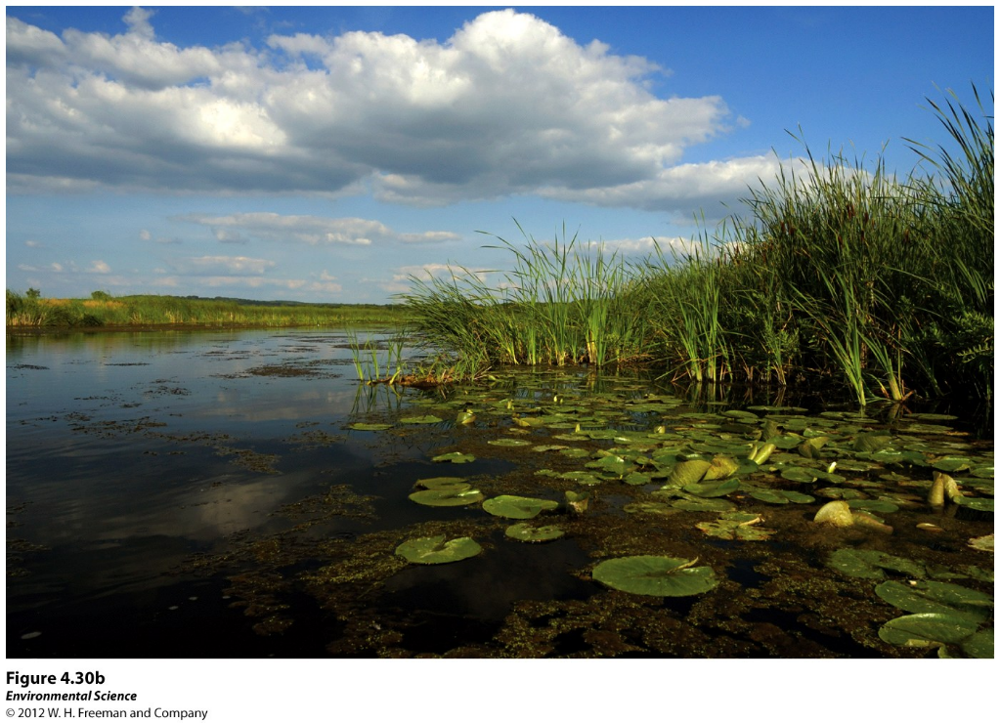 Figure 4.30b
Environmental Science
© 2012 W. H. Freeman and Company